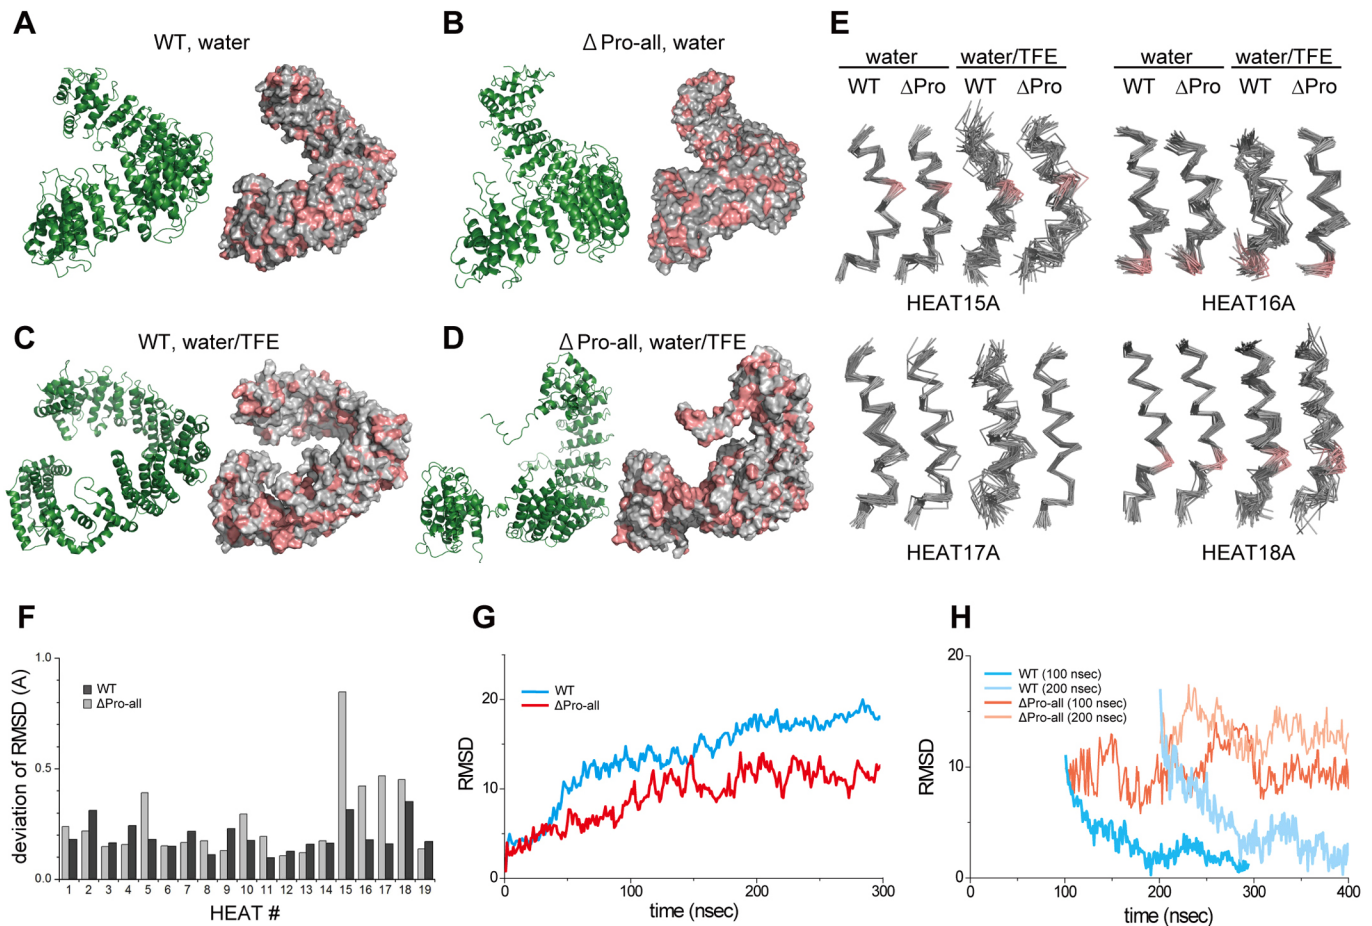 A
WT, water
B
Δ Pro-all, water
C
WT, water/TFE
D
Δ Pro-all, water/TFE
E
water water/TFE
WT ΔPro WT ΔPro
HEAT15A
water water/TFE
WT ΔPro WT ΔPro
HEAT16A
HEAT17A
HEAT18A
F
deviation of RMSD (A)
1.0
0.5
0.0
WT
ΔPro-all
1 2 3 4 5 6 7 8 9 10 11 12 13 14 15 16 17 18 19
HEAT #
G
RMSD
20
10
0
WT
ΔPro-all
0 100 200 300
time (nsec)
H
RMSD
20
10
0
WT (100 nsec)
WT (200 nsec)
ΔPro-all (100 nsec)
ΔPro-all (200 nsec)
0 100 200 300 400
time (nsec)